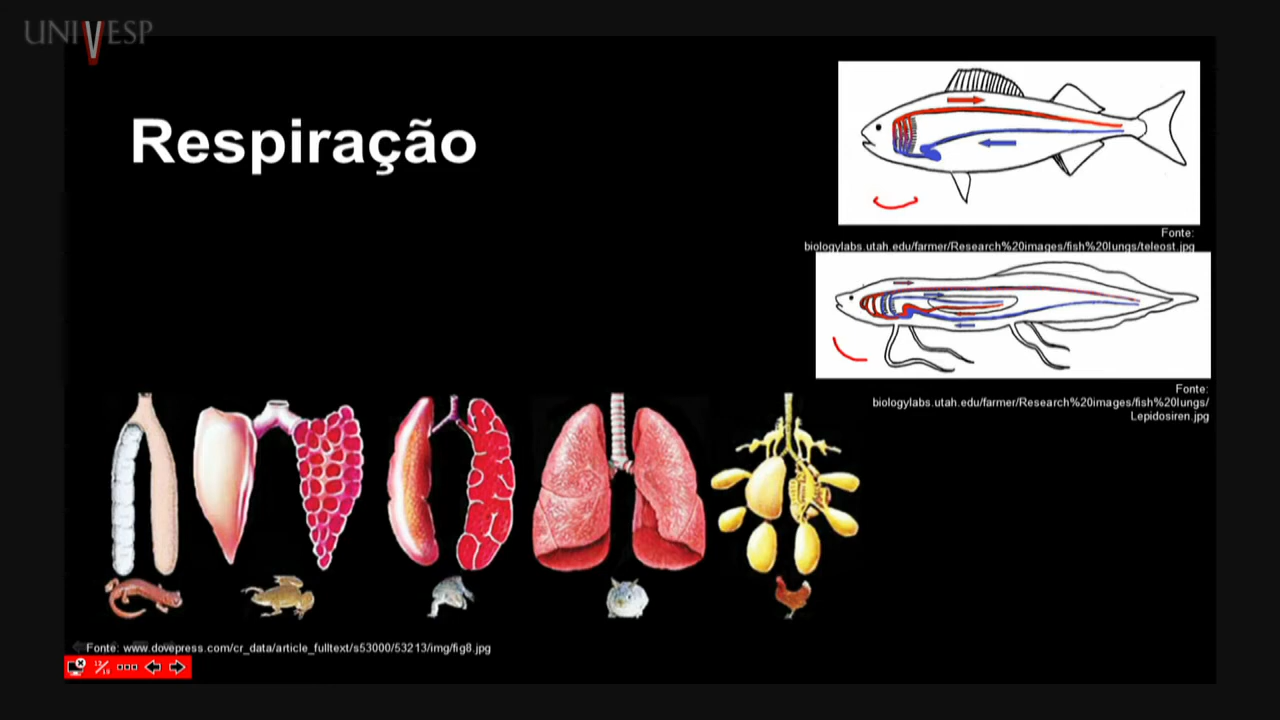 UNIVESP
Respiração
Fonte:
biologylabs.utah.edu/farmer/Research%20images/fish%20lungs/teleost.jpg
Fonte:
biologylabs.utah.edu/farmer/Research%20images/fish%20lungs/
Lepidosiren.jpg
Fonte: www.dovepress.com/cr_data/article_fulltext/s53000/53213/img/fig8.jpg